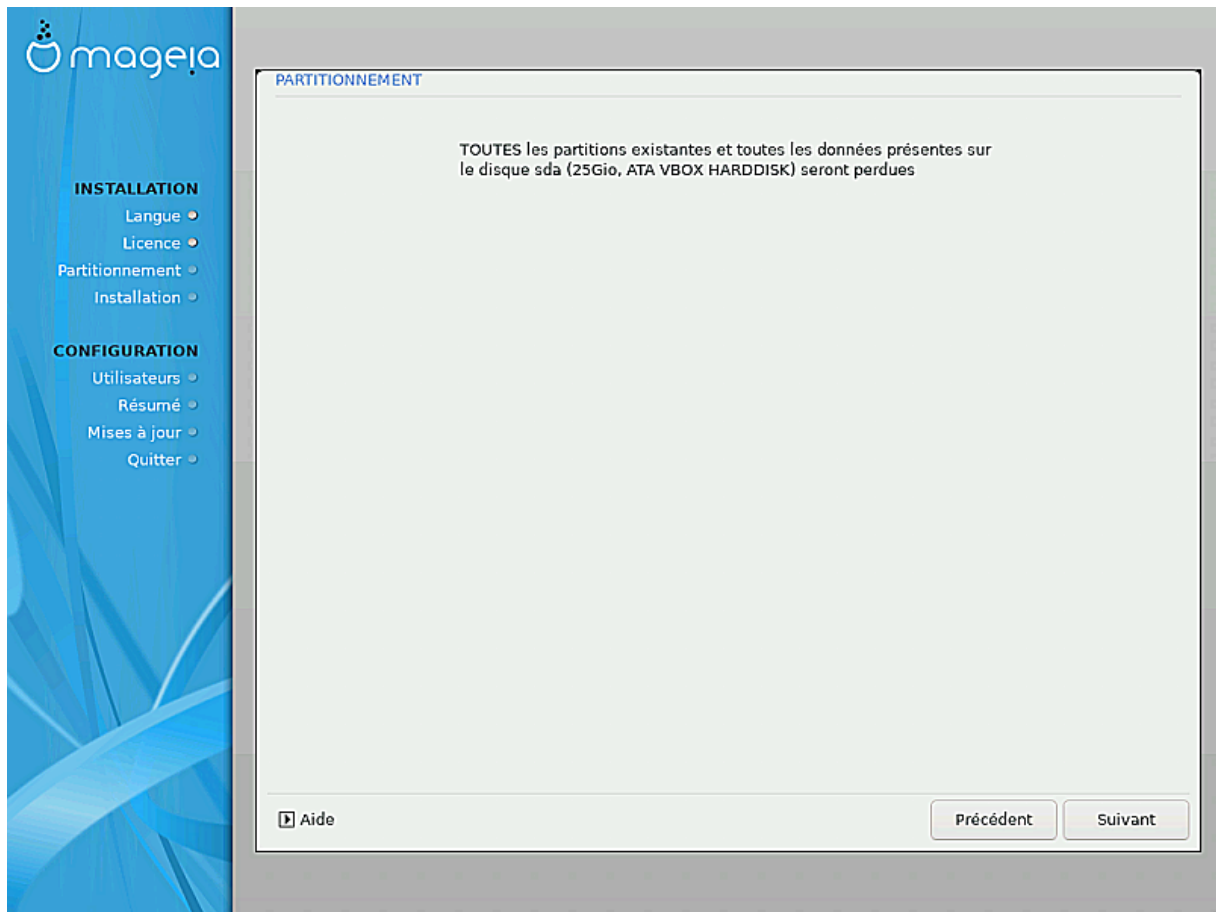 mageia
INSTALLATION
Langue
Licence
Partitionnement
Installation
CONFIGURATION
Utilisateurs
Résumé
Mises à jour
Quitter
PARTITIONNEMENT
TOUTES les partitions existantes et toutes les données présentes sur
le disque sda (25Gio, ATA VBOX HARDDISK) seront perdues
Aide
Précédent
Suivant